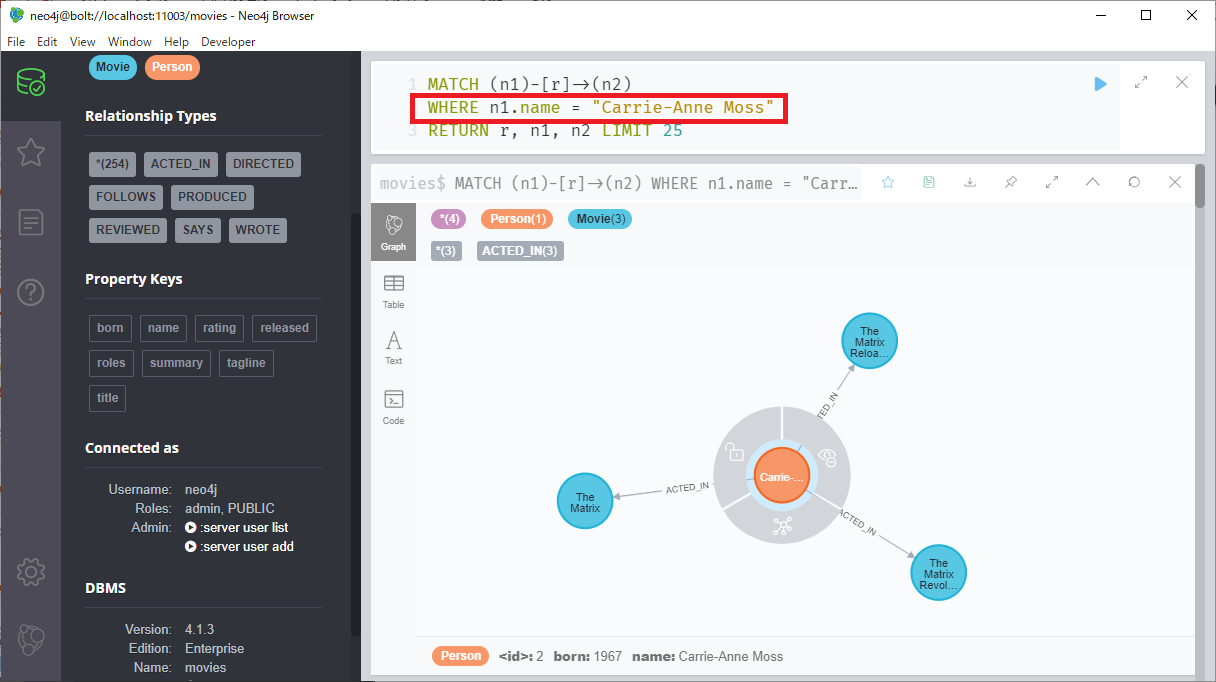 neo4j@bolt://localhost:11003/movies - Neo4j Browser
File Edit View Window Help Developer
Movie Person
Relationship Types
*(254) ACTED_IN DIRECTED
FOLLOWS PRODUCED
REVIEWED SAYS WROTE
Property Keys
born name rating released
roles summary tagline
title
Connected as
Username: neo4j
Roles: admin, PUBLIC
Admin: :server user list
:server user add
DBMS
Version: 4.1.3
Edition: Enterprise
Name: movies
1 MATCH (n1)-[r]->(n2)
WHERE n1.name = "Carrie-Anne Moss"
3 RETURN r, n1, n2 LIMIT 25
movies$ MATCH (n1)-[r]->(n2) WHERE n1.name = "Carr…
Graph
Table
Text
Code
*(4) Person(1) Movie(3)
*(3) ACTED_IN(3)
The
Matrix
Reloa…
TED_IN
Carrie-…
ACTED_IN
The
Matrix
ACTED_IN
The
Matrix
Revol…
Person <id>: 2 born: 1967 name: Carrie-Anne Moss